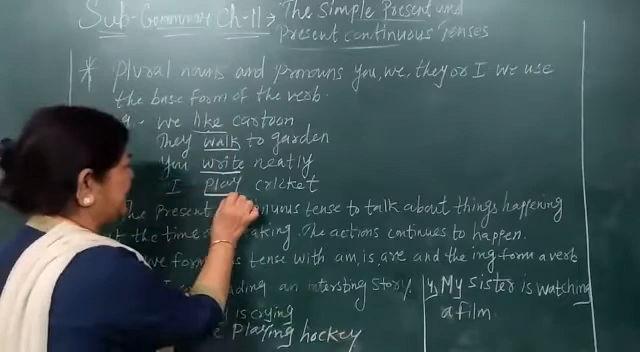 Sub- Grammar Ch-11→ The Simple Present and
Present continuous Tenses
* Plural nouns and pronouns you, we, they or I we use
the base form of the verb.
g - we like cartoon
They walk to garden
You write neatly
I play cricket
The present continuous tense to talk about things happening
at the time speaking. The actions continues to happen.
we form tense with am, is are and the ing-form a verb
I reading an intersting story.
is crying
Playing hockey
4) My sister is watching
a film